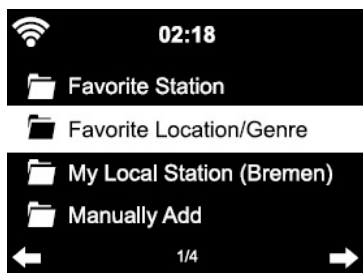 02:18
Favorite Station
Favorite Location/Genre
My Local Station (Bremen)
Manually Add
1/4